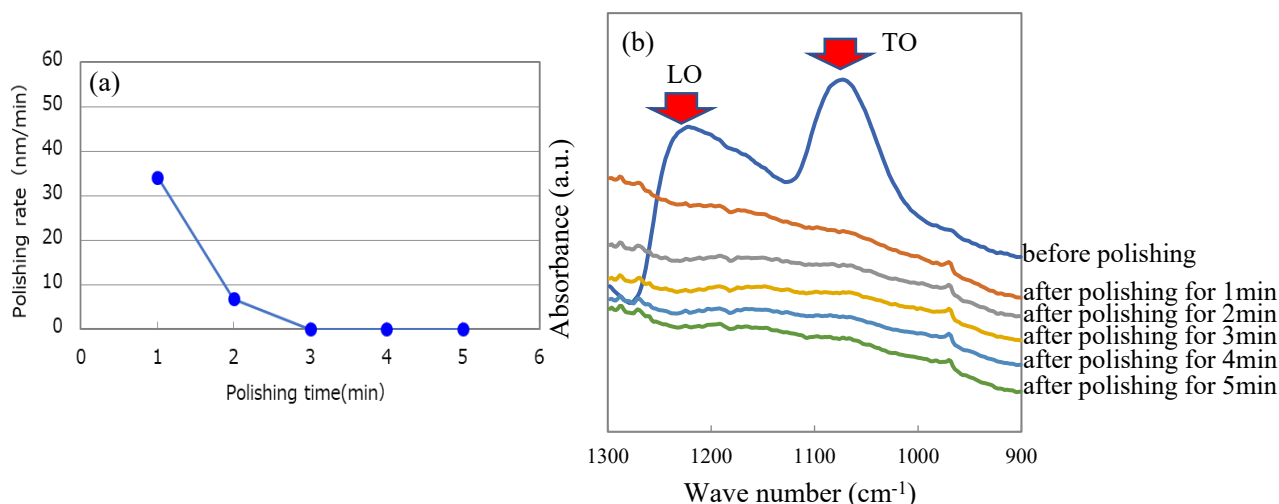 (a)
Polishing rate (nm/min)
60
50
40
30
20
10
0
0 1 2 3 4 5 6
Polishing time(min)
(b)
LO
TO
Absorbance (a.u.)
before polishing
after polishing for 1min
after polishing for 2min
after polishing for 3min
after polishing for 4min
after polishing for 5min
1300 1200 1100 1000 900
Wave number (cm⁻¹)